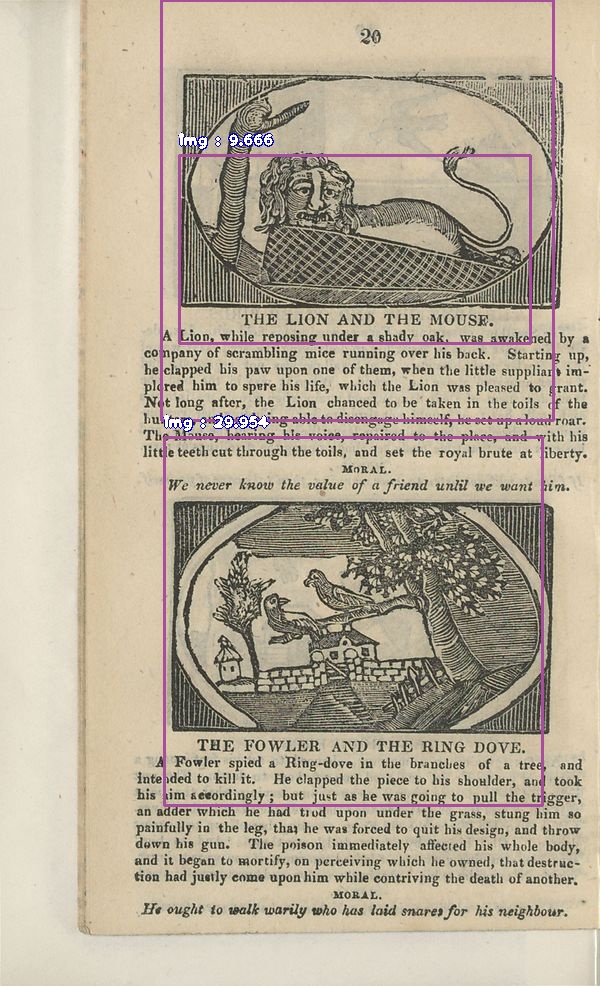 20
Img : 9.666
THE LION AND THE MOUSE.
A Lion, while reposing under a shady oak, was awakened by a
company of scrambling mice running over his back. Starting up,
he clapped his paw upon one of them, when the little suppliant im-
plored him to spere his life, which the Lion was pleased to grant.
Not long after, the Lion chanced to be taken in the toils of the
being able to disengage himself, he set up a loud roar.
Img : 29.954
The Mouse, hearing his voice, repaired to the place, and with his
little teeth cut through the toils, and set the royal brute at liberty.
MORAL.
We never know the value of a friend until we want him.
THE FOWLER AND THE RING DOVE.
A Fowler spied a Ring-dove in the branches of a tree, and
intended to kill it. He clapped the piece to his shoulder, and took
his aim accordingly; but just as he was going to pull the trigger,
an adder which he had trod upon under the grass, stung him so
painfully in the leg, that he was forced to quit his design, and throw
down his gun. The poison immediately affected his whole body,
and it began to mortify, on perceiving which he owned, that destruc-
tion had justly come upon him while contriving the death of another.
MORAL.
He ought to walk warily who has laid snares for his neighbour.